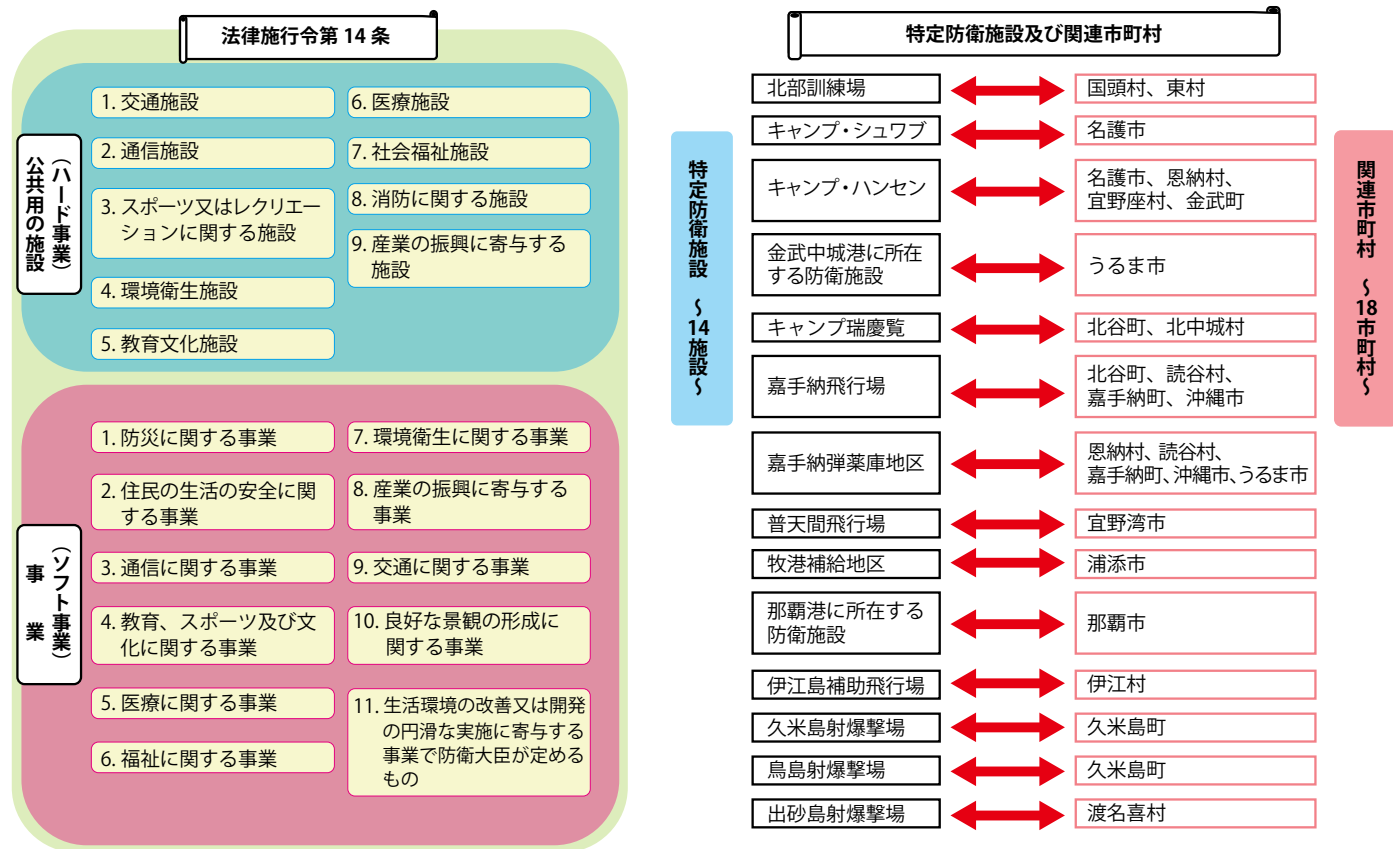 法律施行令第 14 条
公共用の施設
（ハード事業）
1. 交通施設
2. 通信施設
3. スポーツ又はレクリエー
ションに関する施設
4. 環境衛生施設
5. 教育文化施設
6. 医療施設
7. 社会福祉施設
8. 消防に関する施設
9. 産業の振興に寄与する
施設
事　業
（ソフト事業）
1. 防災に関する事業
2. 住民の生活の安全に関
する事業
3. 通信に関する事業
4. 教育、スポーツ及び文
化に関する事業
5. 医療に関する事業
6. 福祉に関する事業
7. 環境衛生に関する事業
8. 産業の振興に寄与する
事業
9. 交通に関する事業
10. 良好な景観の形成に
関する事業
11. 生活環境の改善又は開発
の円滑な実施に寄与する
事業で防衛大臣が定める
もの
特定防衛施設及び関連市町村
特定防衛施設　～14施設～
関連市町村　～18市町村～
北部訓練場
国頭村、東村
キャンプ・シュワブ
名護市
キャンプ・ハンセン
名護市、恩納村、
宜野座村、金武町
金武中城港に所在
する防衛施設
うるま市
キャンプ瑞慶覧
北谷町、北中城村
嘉手納飛行場
北谷町、読谷村、
嘉手納町、沖縄市
嘉手納弾薬庫地区
恩納村、読谷村、
嘉手納町、沖縄市、うるま市
普天間飛行場
宜野湾市
牧港補給地区
浦添市
那覇港に所在する
防衛施設
那覇市
伊江島補助飛行場
伊江村
久米島射爆撃場
久米島町
鳥島射爆撃場
久米島町
出砂島射爆撃場
渡名喜村